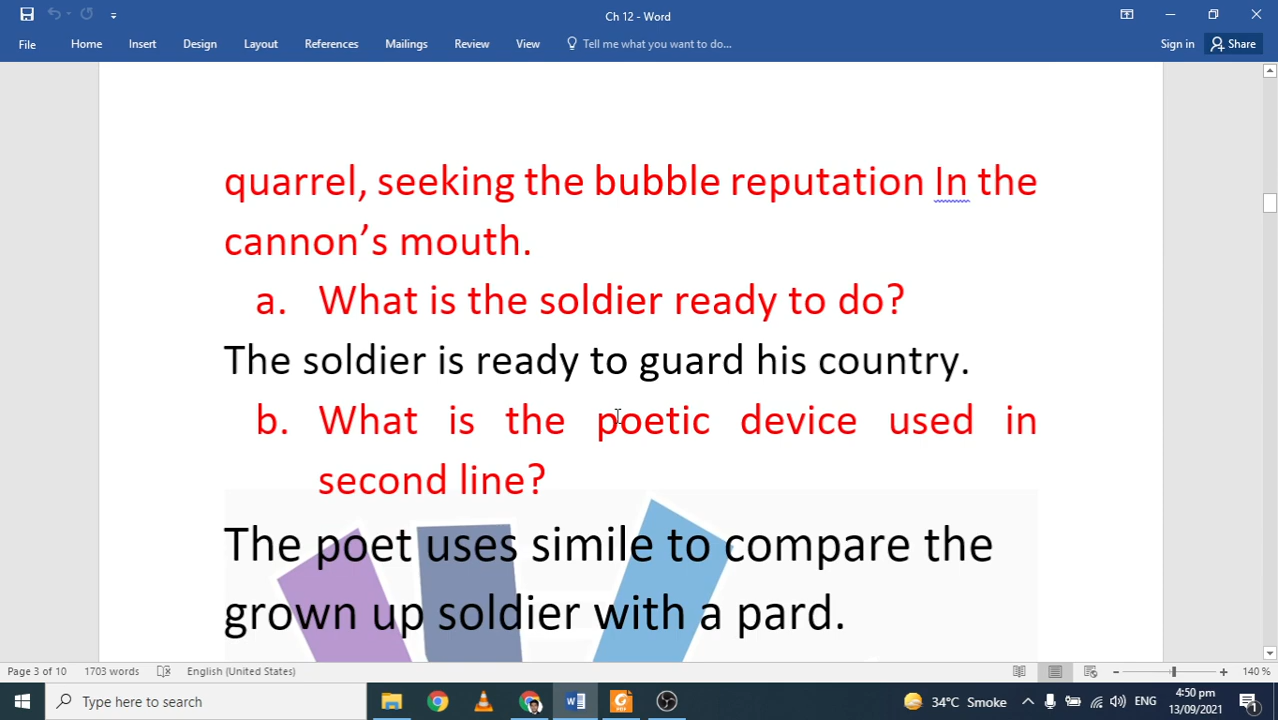 Ch 12 - Word
Sign in
Share
File
Home
Insert
Design
Layout
References
Mailings
Review
View
Tell me what you want to do...
quarrel, seeking the bubble reputation In the
cannon’s mouth.
a. What is the soldier ready to do?
The soldier is ready to guard his country.
b. What is the poetic device used in
second line?
The poet uses simile to compare the
grown up soldier with a pard.
Page 3 of 10
1703 words
English (United States)
140 %
Type here to search
34°C Smoke
ENG
4:50 pm
13/09/2021
1